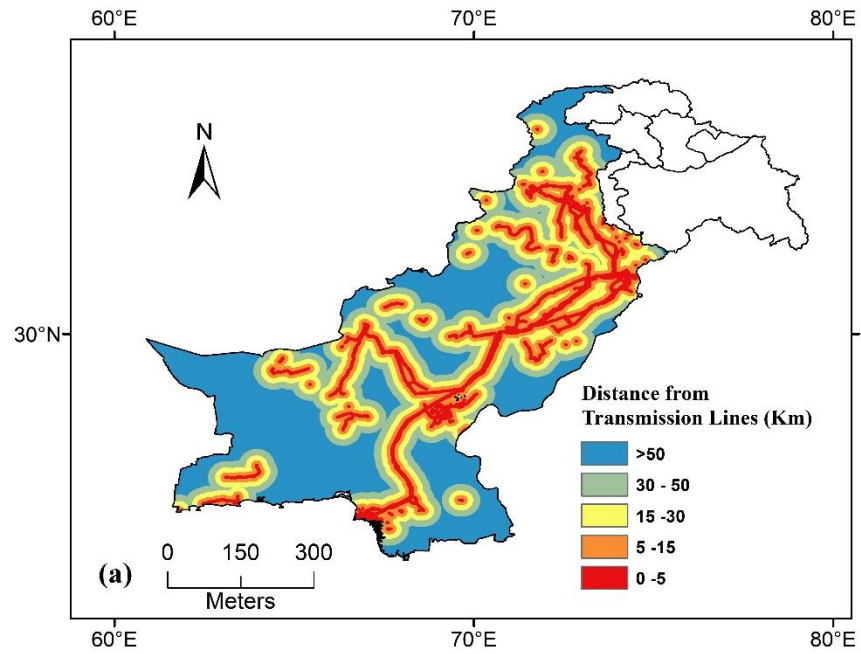 60°E 70°E 80°E
N
30°N 30°N
Distance from
Transmission Lines (Km)
>50
30 - 50
15 -30
5 -15
0 -5
0 150 300
(a)
Meters
60°E 70°E 80°E